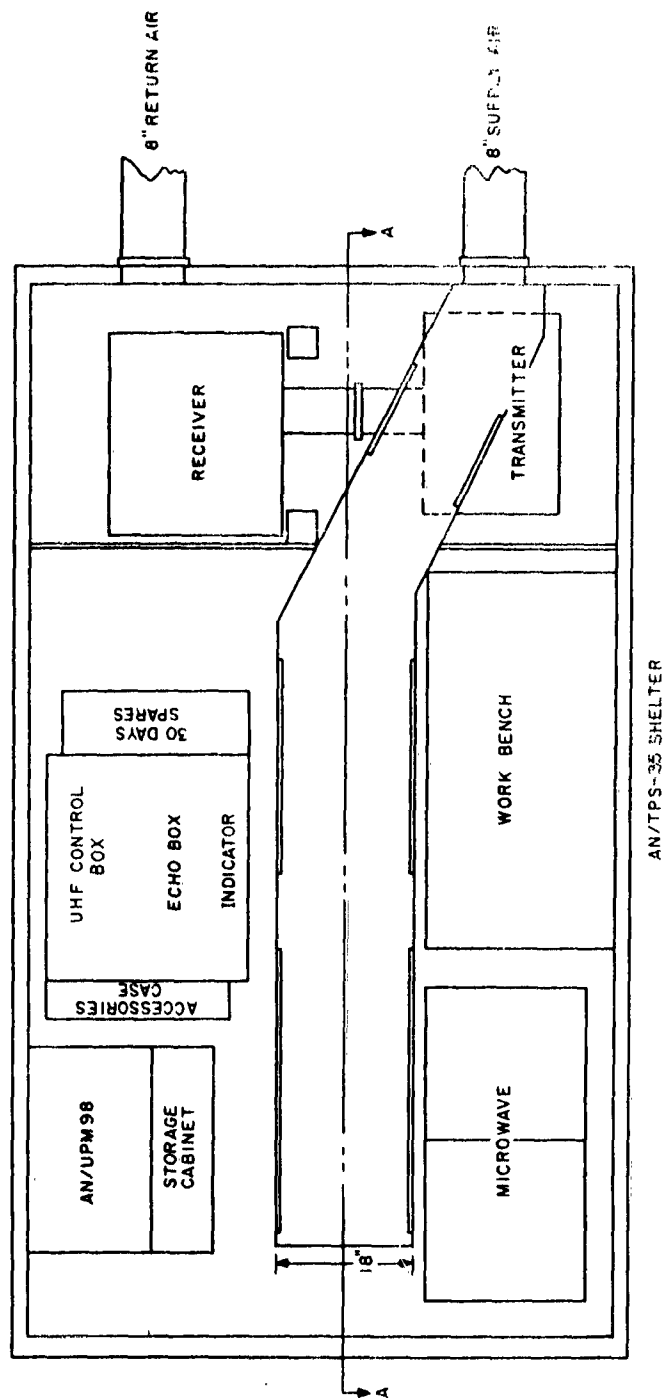 8" RETURN AIR
8" SUPPLY AIR
A
A
RECEIVER
TRANSMITTER
30 DAYS
SPARES
UHF CONTROL
BOX
ECHO BOX
INDICATOR
ACCESSORIES
CASE
WORK BENCH
AN/UPM98
STORAGE
CABINET
MICROWAVE
18"
AN/TPS-35 SHELTER